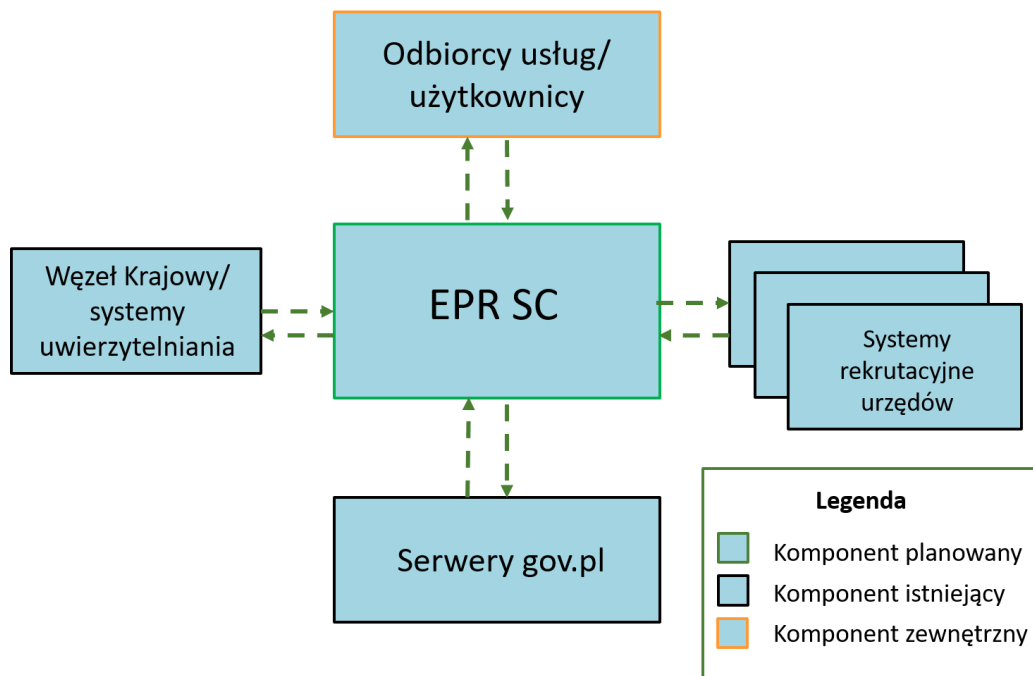 Odbiorcy usług/
użytkownicy
Węzeł Krajowy/
systemy
uwierzytelniania
EPR SC
Systemy
rekrutacyjne
urzędów
Serwery gov.pl
Legenda
Komponent planowany
Komponent istniejący
Komponent zewnętrzny